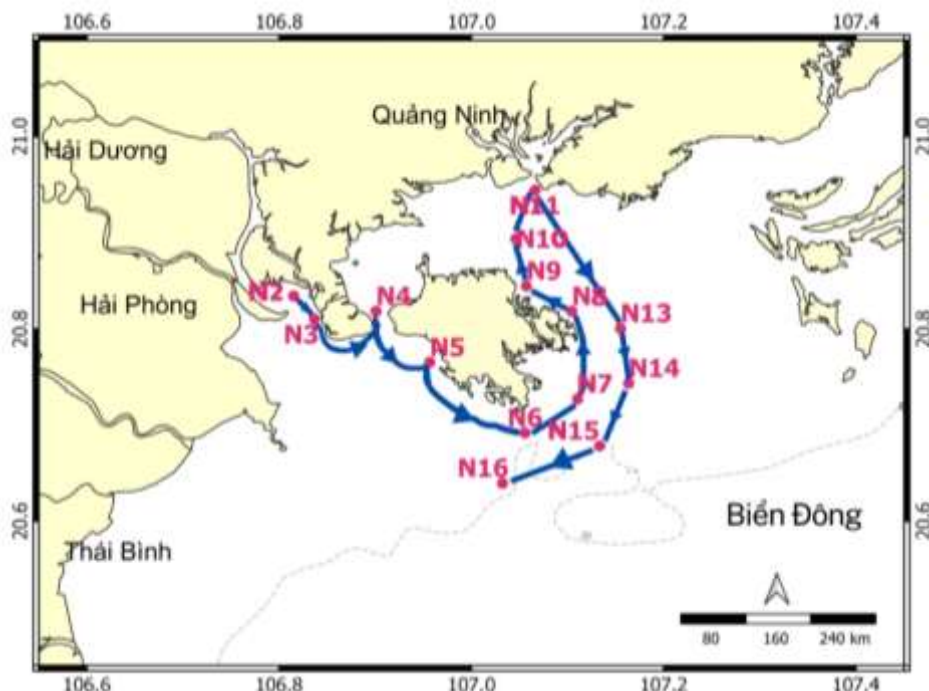 106.6 106.8 107.0 107.2 107.4
21.0
20.8
20.6
Quảng Ninh
Hải Dương
N11
N10
N9
N2
N4
N8
Hải Phòng
N3
N13
N5
N14
N7
N6
N15
N16
Biển Đông
Thái Bình
80 160 240 km
21.0
20.8
20.6
106.6 106.8 107.0 107.2 107.4